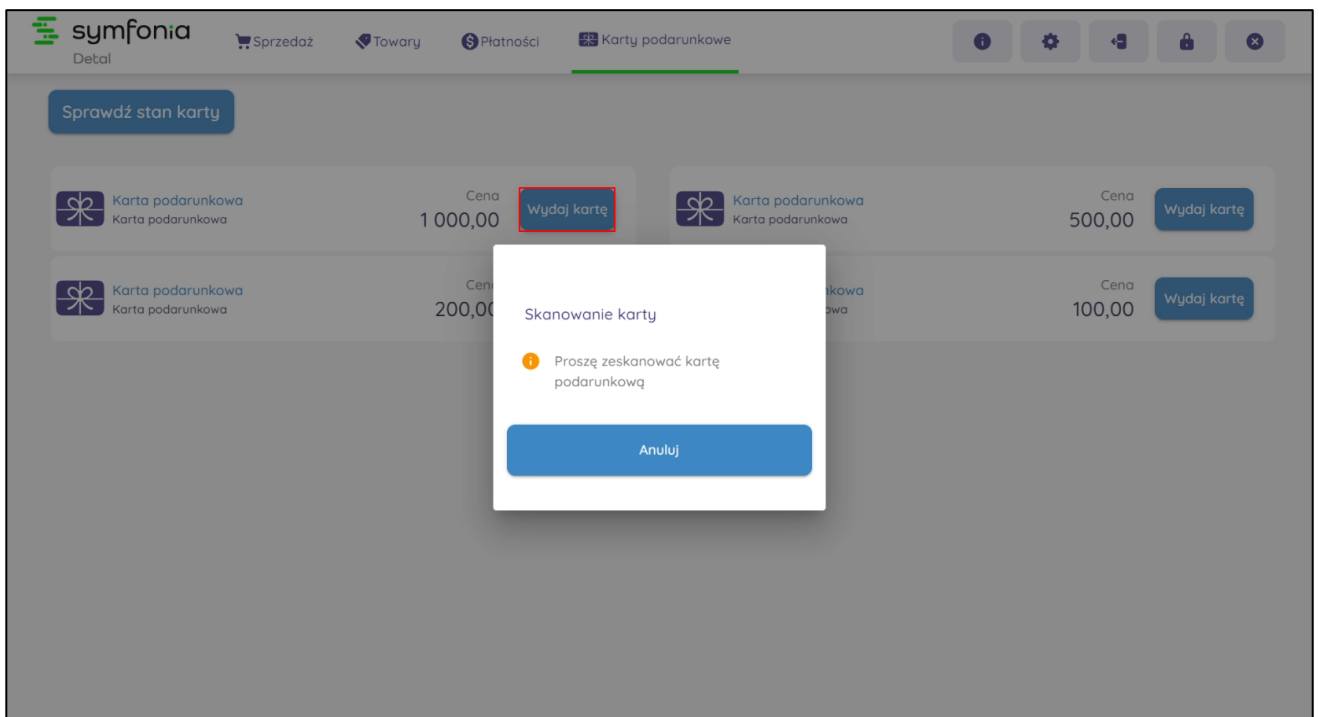 symfonia
Detal
Sprzedaż
Towary
Płatności
Karty podarunkowe
Sprawdź stan karty
Karta podarunkowa
Karta podarunkowa
Cena
1 000,00
Wydaj kartę
Karta podarunkowa
Karta podarunkowa
Cena
500,00
Wydaj kartę
Karta podarunkowa
Karta podarunkowa
200,00
Cena
100,00
Wydaj kartę
Skanowanie karty
Proszę zeskanować kartę
podarunkową
Anuluj